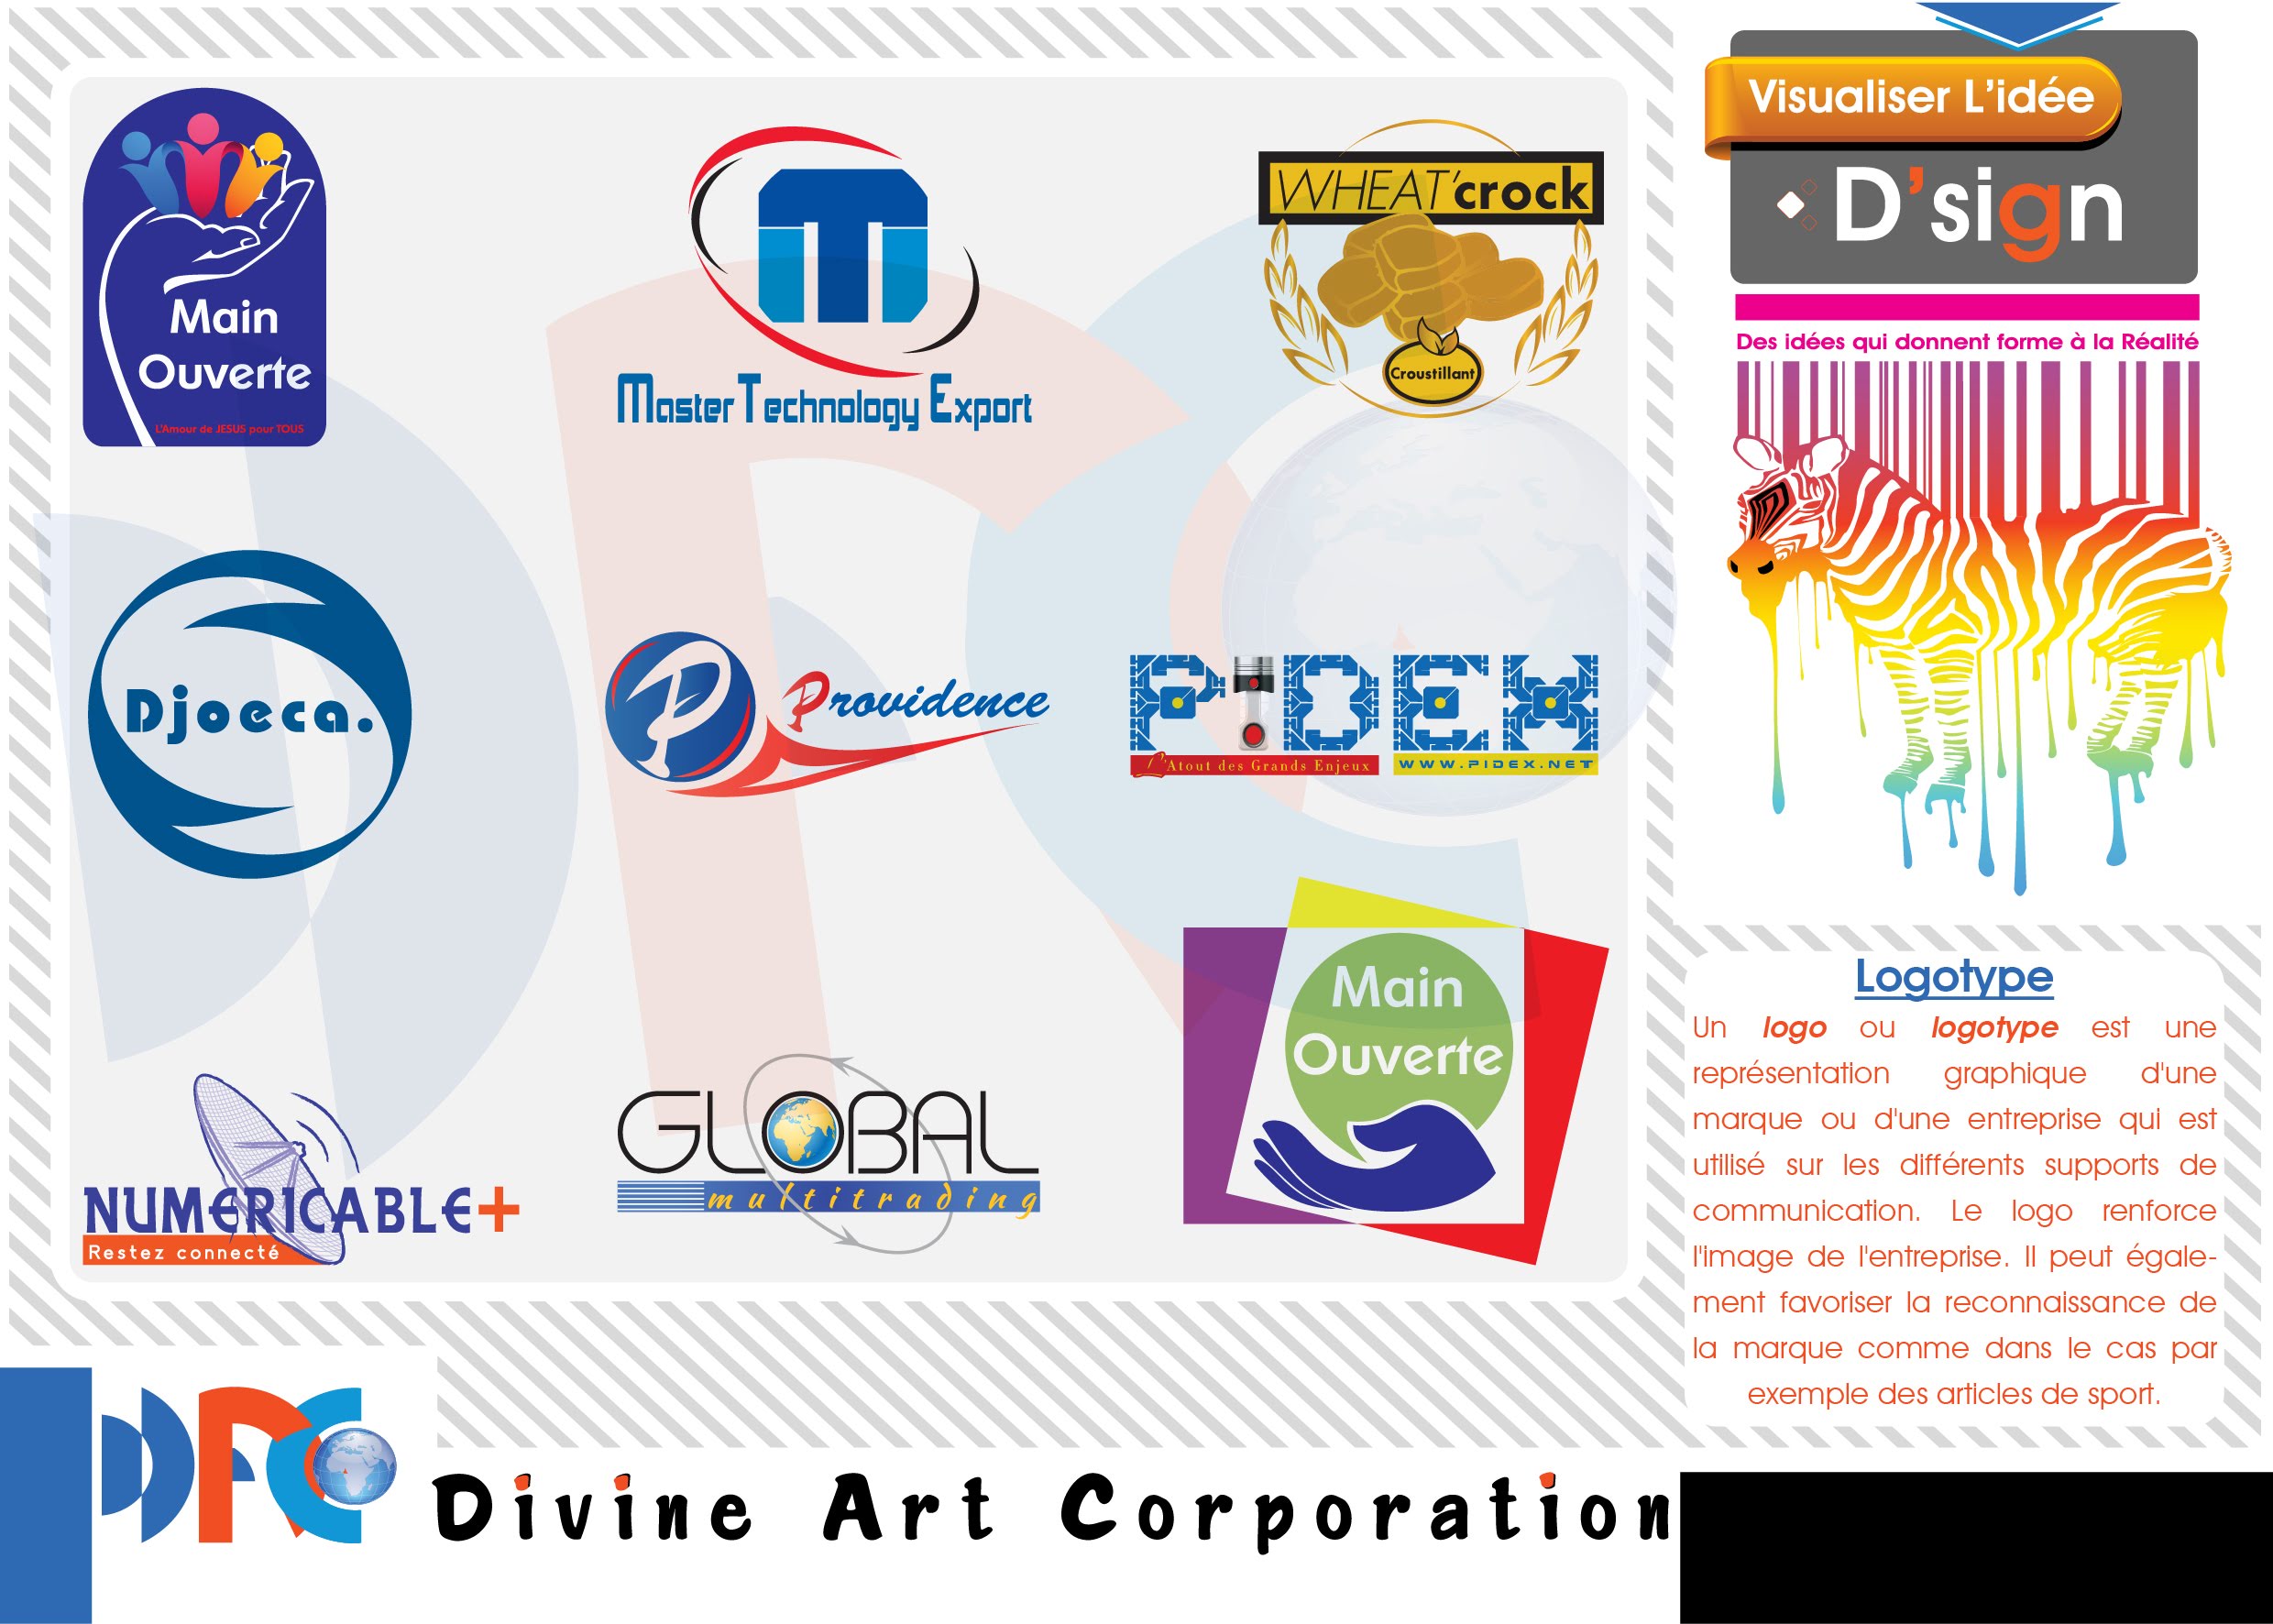 Main
Ouverte
L'Amour de JESUS pour TOUS
Master Technology Export
WHEAT'crock
Croustillant
Djoeca.
P
Providence
PIDEX
L'Atout des Grands Enjeux
WWW.PIDEX.NET
NUMERICABLE+
Restez connecté
GLOBAL
multitrading
Main
Ouverte
Visualiser L'idée
D'sign
Des idées qui donnent forme à la Réalité
Logotype
Un logo ou logotype est une
représentation graphique d'une
marque ou d'une entreprise qui est
utilisé sur les différents supports de
communication. Le logo renforce
l'image de l'entreprise. Il peut égale-
ment favoriser la reconnaissance de
la marque comme dans le cas par
exemple des articles de sport.
DAC
Divine Art Corporation